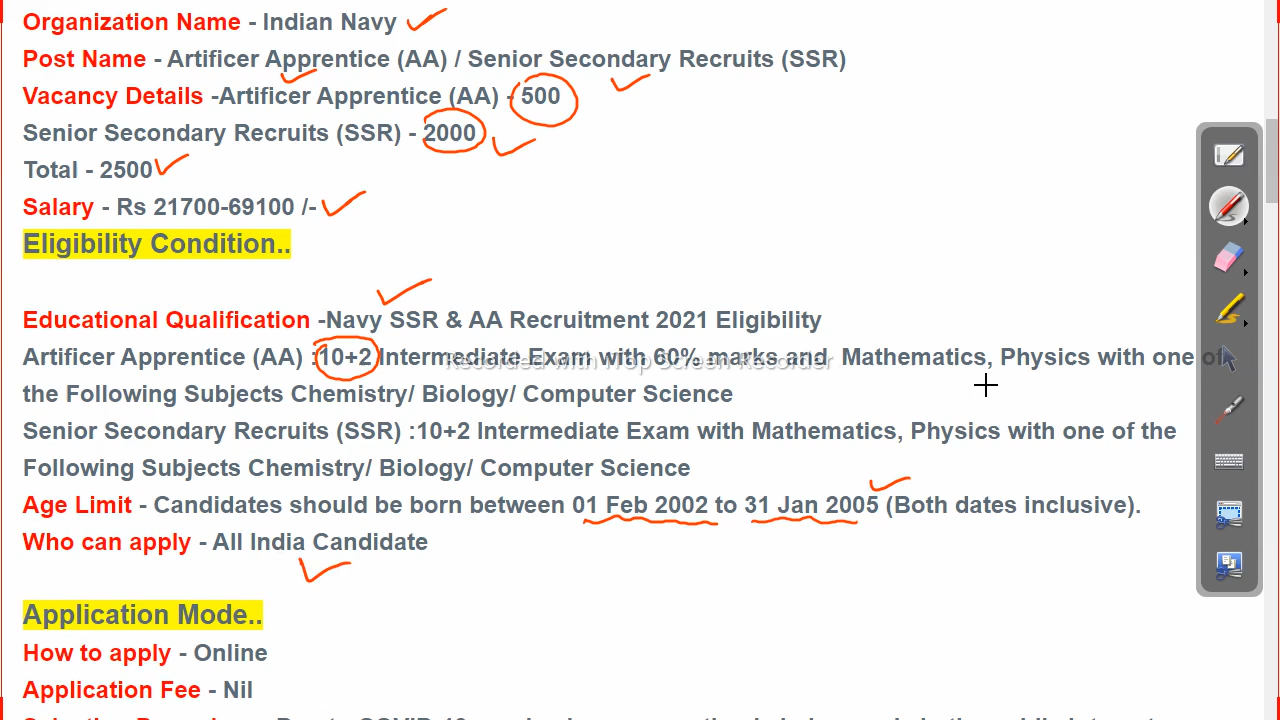 Organization Name - Indian Navy
Post Name - Artificer Apprentice (AA) / Senior Secondary Recruits (SSR)
Vacancy Details -Artificer Apprentice (AA) - 500
Senior Secondary Recruits (SSR) - 2000
Total - 2500
Salary - Rs 21700-69100 /-
Eligibility Condition..
Educational Qualification -Navy SSR & AA Recruitment 2021 Eligibility
Artificer Apprentice (AA) :10+2 Intermediate Exam with 60% marks and Mathematics, Physics with one of
Recorded with iTop Screen Recorder
the Following Subjects Chemistry/ Biology/ Computer Science
Senior Secondary Recruits (SSR) :10+2 Intermediate Exam with Mathematics, Physics with one of the
Following Subjects Chemistry/ Biology/ Computer Science
Age Limit - Candidates should be born between 01 Feb 2002 to 31 Jan 2005 (Both dates inclusive).
Who can apply - All India Candidate
Application Mode..
How to apply - Online
Application Fee - Nil